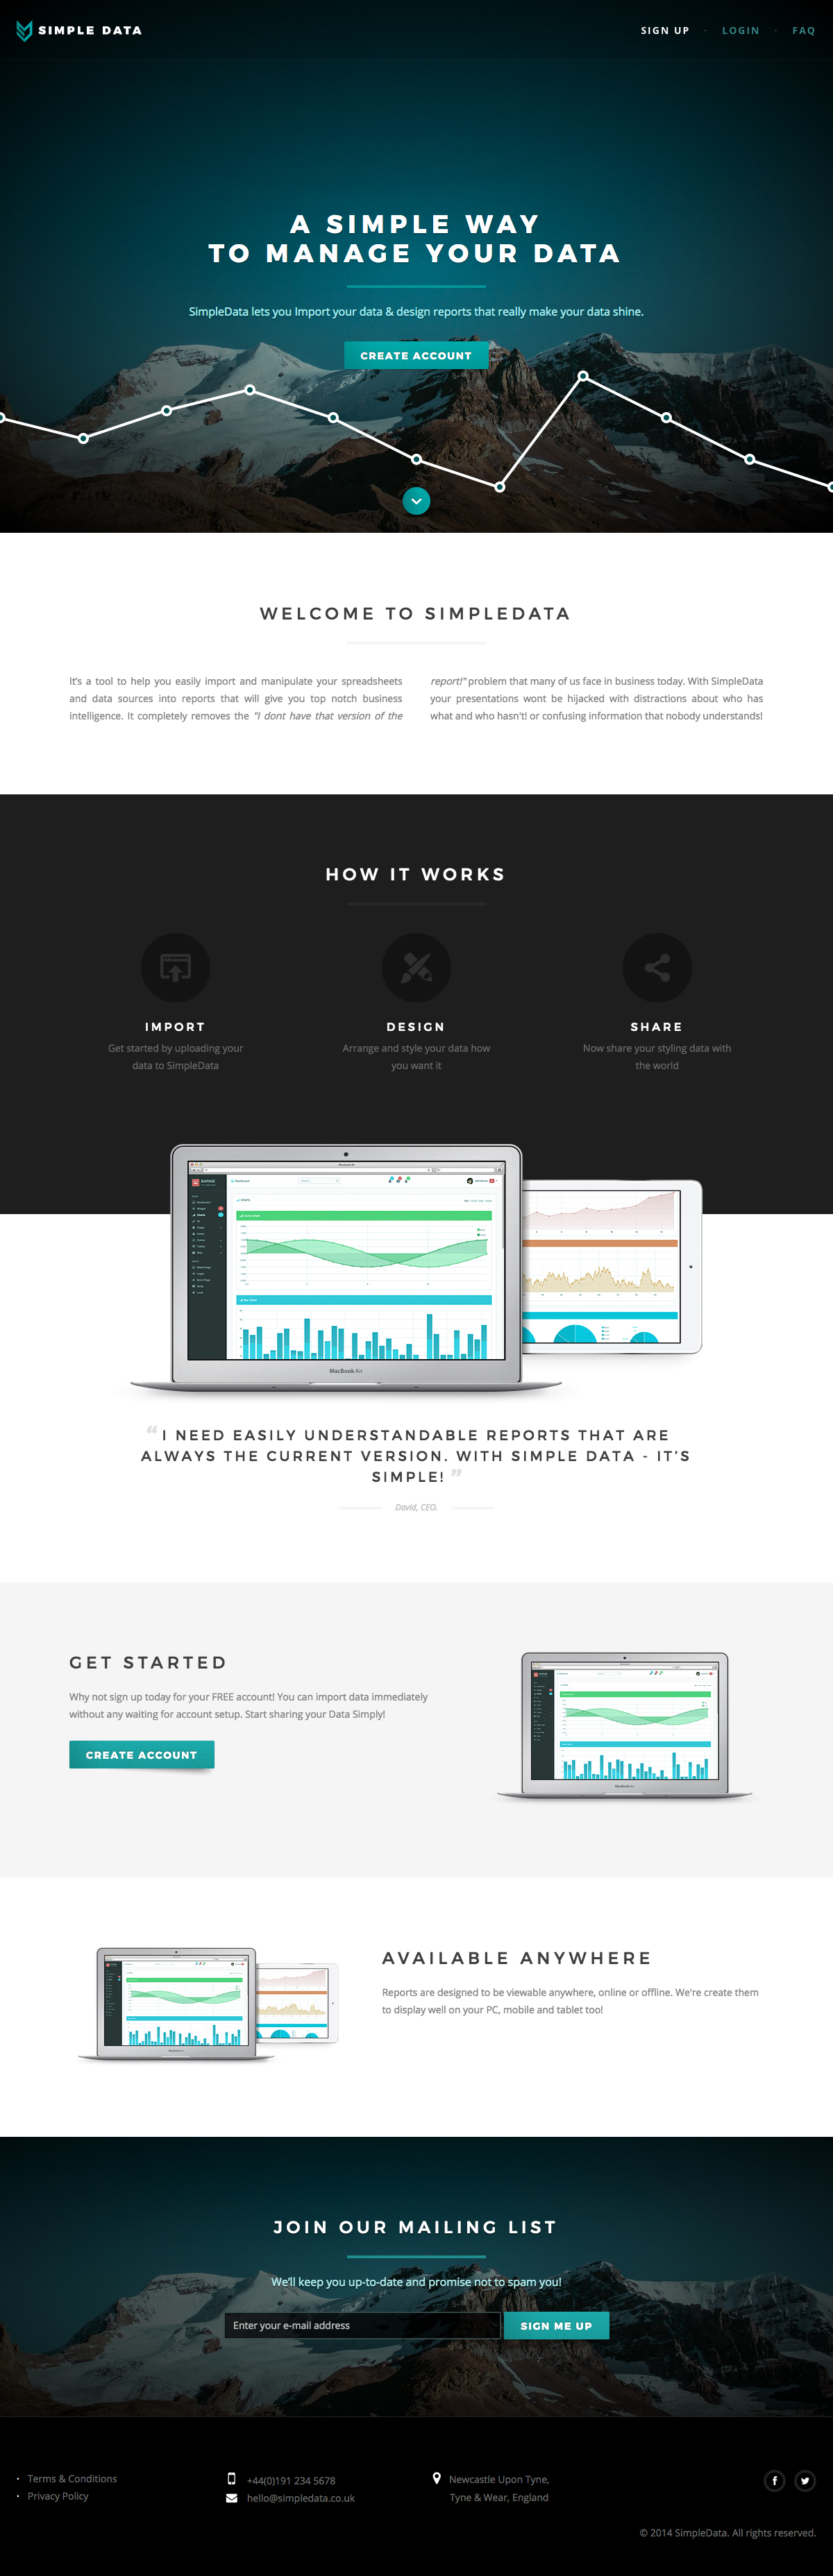 SIMPLE DATA
SIGN UP · LOGIN · FAQ
A SIMPLE WAY
TO MANAGE YOUR DATA
SimpleData lets you Import your data & design reports that really make your data shine.
CREATE ACCOUNT
WELCOME TO SIMPLEDATA
It's a tool to help you easily import and manipulate your spreadsheets
and data sources into reports that will give you top notch business
intelligence. It completely removes the "I dont have that version of the
report!" problem that many of us face in business today. With SimpleData
your presentations wont be hijacked with distractions about who has
what and who hasn't! or confusing information that nobody understands!
HOW IT WORKS
IMPORT
Get started by uploading your
data to SimpleData
DESIGN
Arrange and style your data how
you want it
SHARE
Now share your styling data with
the world
MacBook Air
“ I NEED EASILY UNDERSTANDABLE REPORTS THAT ARE
ALWAYS THE CURRENT VERSION. WITH SIMPLE DATA - IT'S
SIMPLE! ”
David, CEO.
GET STARTED
Why not sign up today for your FREE account! You can import data immediately
without any waiting for account setup. Start sharing your Data Simply!
CREATE ACCOUNT
MacBook Air
AVAILABLE ANYWHERE
Reports are designed to be viewable anywhere, online or offline. We're create them
to display well on your PC, mobile and tablet too!
JOIN OUR MAILING LIST
We'll keep you up-to-date and promise not to spam you!
Enter your e-mail address
SIGN ME UP
• Terms & Conditions
• Privacy Policy
+44(0)191 234 5678
hello@simpledata.co.uk
Newcastle Upon Tyne,
Tyne & Wear, England
© 2014 SimpleData. All rights reserved.